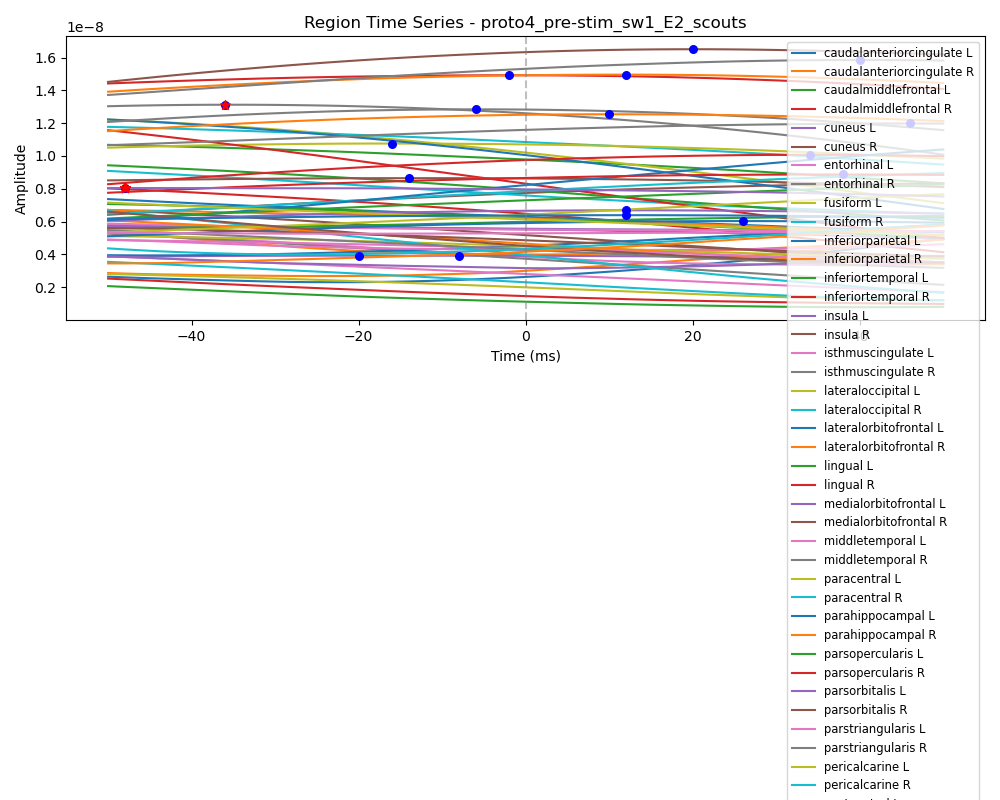 Region Time Series - proto4_pre-stim_sw1_E2_scouts
1e−8
1.6
1.4
1.2
1.0
0.8
0.6
0.4
0.2
Amplitude
−40
−20
0
20
40
Time (ms)
caudalanteriorcingulate L
caudalanteriorcingulate R
caudalmiddlefrontal L
caudalmiddlefrontal R
cuneus L
cuneus R
entorhinal L
entorhinal R
fusiform L
fusiform R
inferiorparietal L
inferiorparietal R
inferiortemporal L
inferiortemporal R
insula L
insula R
isthmuscingulate L
isthmuscingulate R
lateraloccipital L
lateraloccipital R
lateralorbitofrontal L
lateralorbitofrontal R
lingual L
lingual R
medialorbitofrontal L
medialorbitofrontal R
middletemporal L
middletemporal R
paracentral L
paracentral R
parahippocampal L
parahippocampal R
parsopercularis L
parsopercularis R
parsorbitalis L
parsorbitalis R
parstriangularis L
parstriangularis R
pericalcarine L
pericalcarine R